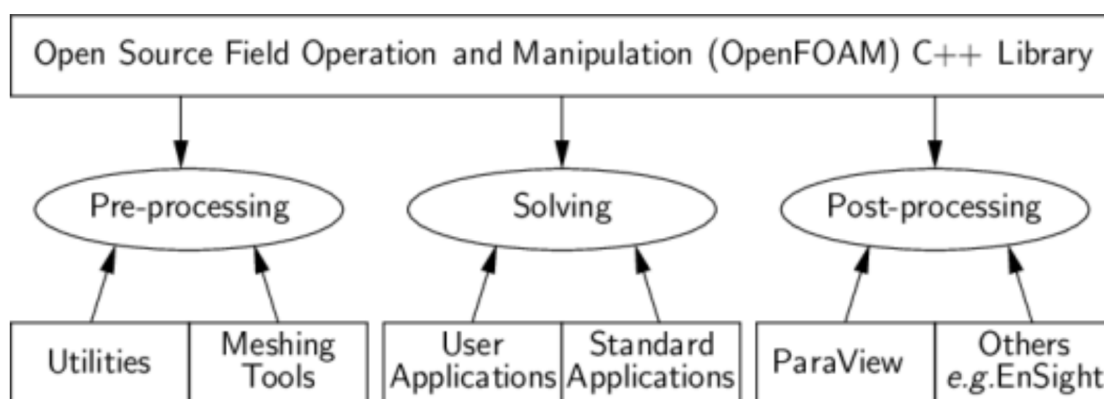 Open Source Field Operation and Manipulation (OpenFOAM) C++ Library
Pre-processing
Solving
Post-processing
Utilities
Meshing
Tools
User
Applications
Standard
Applications
ParaView
Others
e.g.EnSight